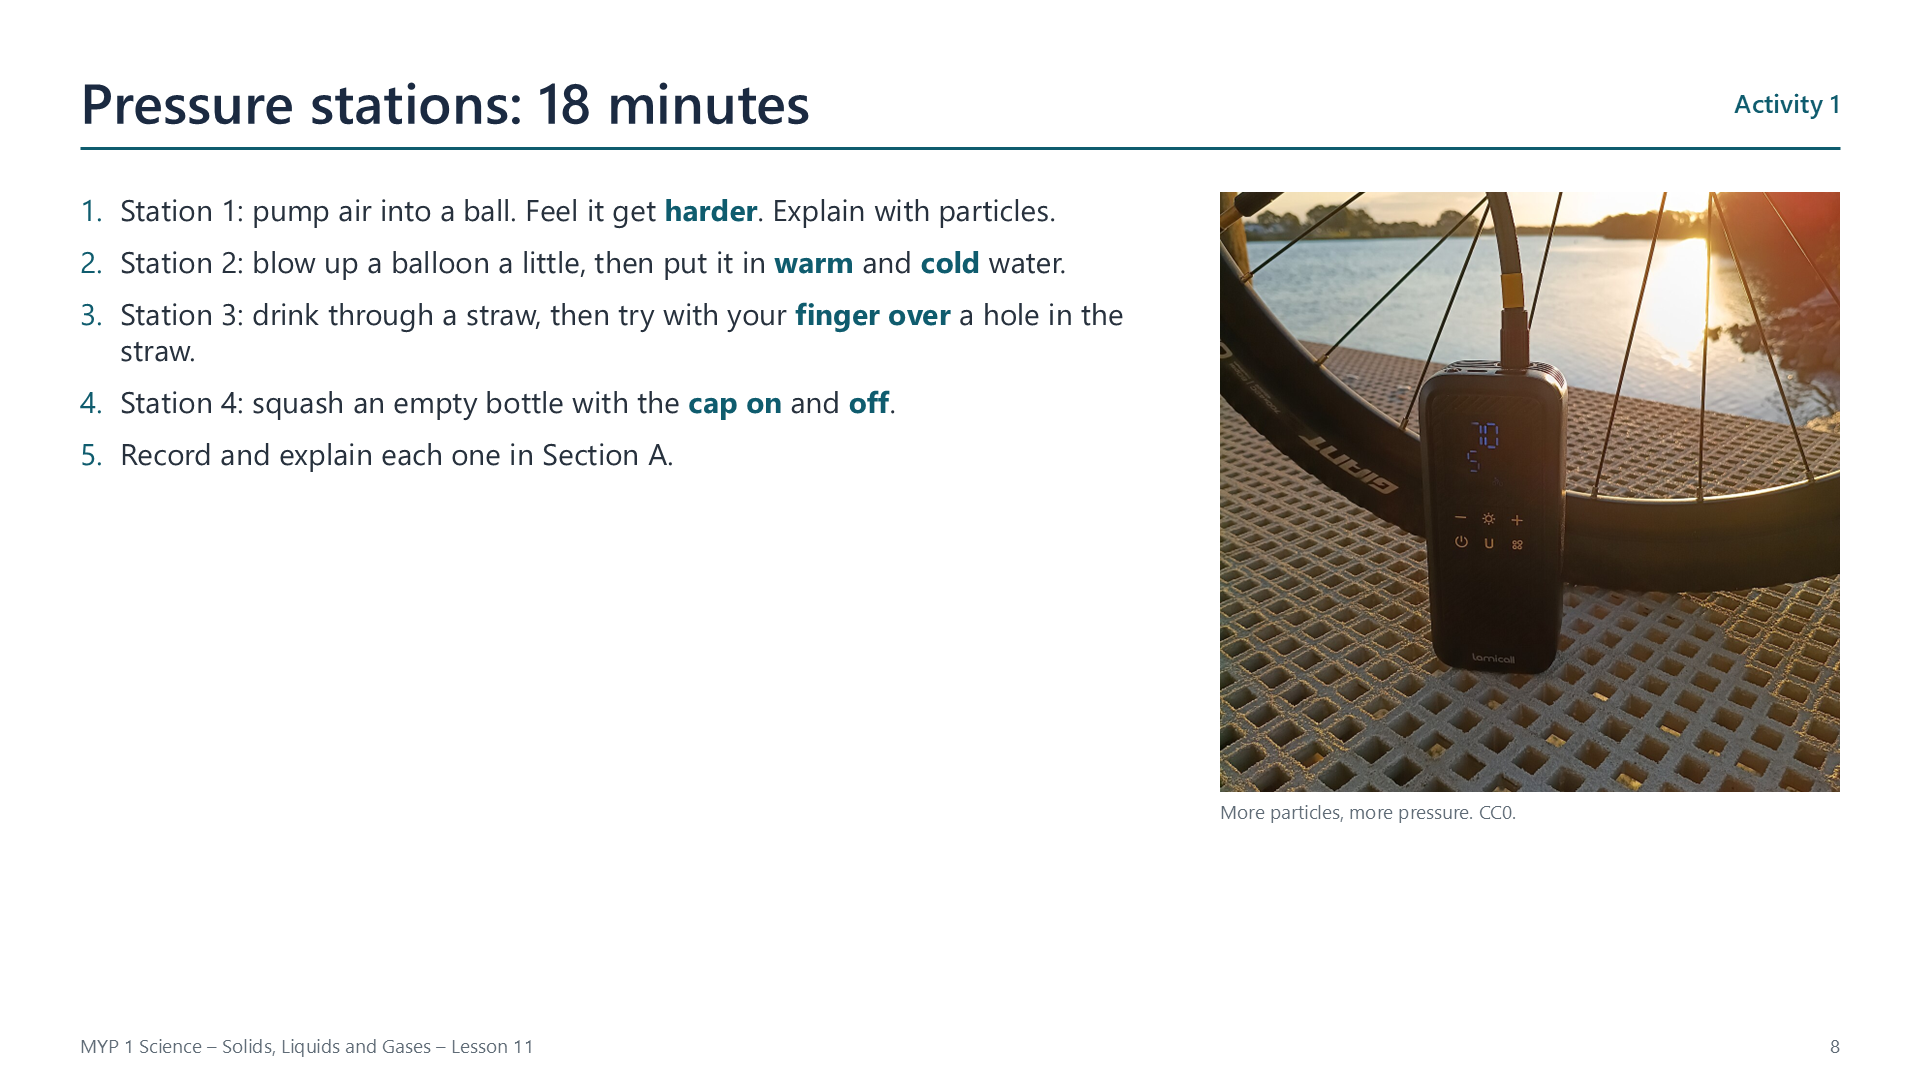 Pressure stations: 18 minutes
Activity 1
1. Station 1: pump air into a ball. Feel it get harder. Explain with particles.
2. Station 2: blow up a balloon a little, then put it in warm and cold water.
3. Station 3: drink through a straw, then try with your finger over a hole in the
straw.
4. Station 4: squash an empty bottle with the cap on and off.
5. Record and explain each one in Section A.
GIANT
70
5
U
Lamicall
More particles, more pressure. CC0.
MYP 1 Science – Solids, Liquids and Gases – Lesson 11
8